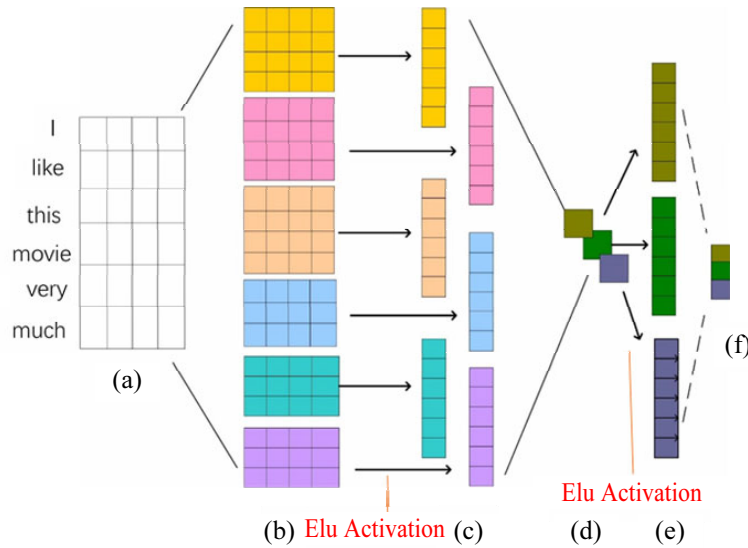 I
like
this
movie
very
much
(a)
(b)
Elu Activation
(c)
(d)
Elu Activation
(e)
(f)